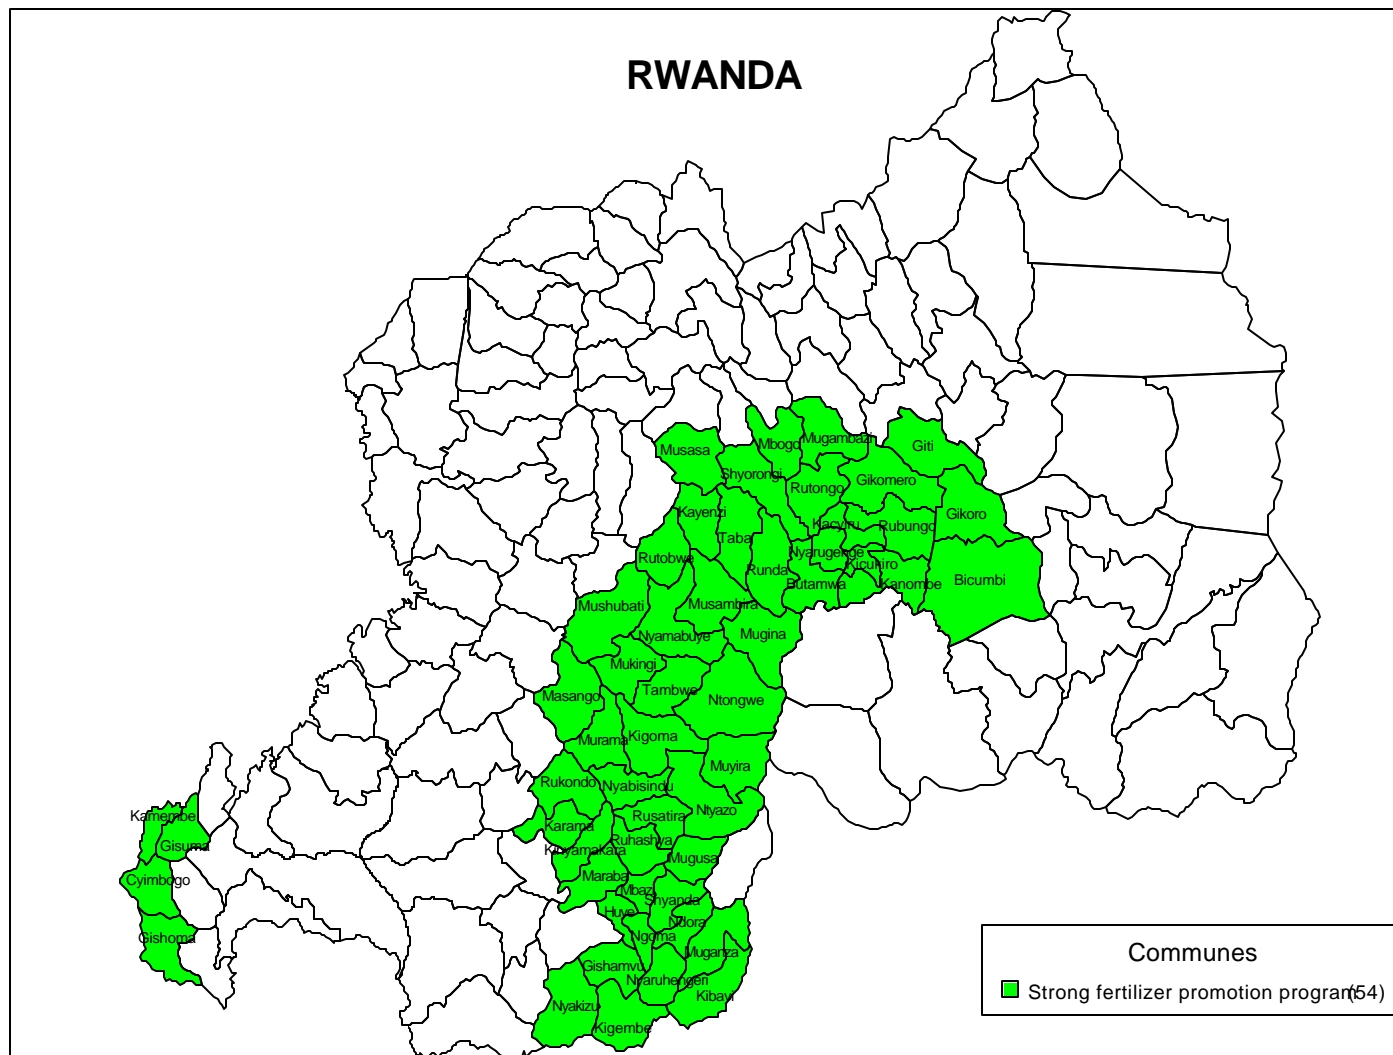 RWANDA
Mugambazi
Mbogo
Giti
Musasa
Shyorongi
Gikomero
Rutongo
Kayenzi
Gikoro
Kacyiru
Rubungo
Taba
Nyarugenge
Rutobwe
Kicukiro
Runda
Butamwa
Kanombe
Bicumbi
Mushubati
Musambira
Nyamabuye
Mugina
Mukingi
Tambwe
Masango
Ntongwe
Murama
Kigoma
Muyira
Rukondo
Nyabisindu
Ntyazo
Kamembe
Rusatira
Karama
Gisuma
Ruhashya
Kinyamakara
Mugusa
Maraba
Cyimbogo
Mbazi
Shyanda
Huye
Ndora
Gishoma
Ngoma
Muganza
Gishamvu
Nyaruhengeri
Kibayi
Nyakizu
Kigembe
Communes
Strong fertilizer promotion program (54)